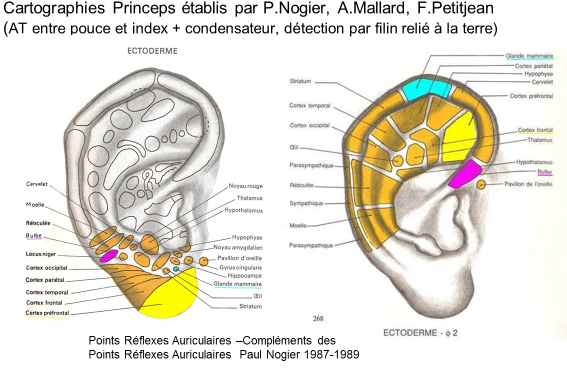 Cartographies Princeps établis par P.Nogier, A.Mallard, F.Petitjean
(AT entre pouce et index + condensateur, détection par filin relié à la terre)
ECTODERME
Cervelet
Moelle
Réticulée
Bulbe
Locus niger
Cortex occipital
Cortex pariétal
Cortex temporal
Cortex frontal
Cortex préfrontal
Noyau rouge
Thalamus
Hypothalamus
Hypophyse
Noyau amygdalien
Pavillon d'oreille
Gyrus cingularis
Hippocampe
Glande mammaire
Œil
Striatum
Glande mammaire
Cortex pariétal
Hypophyse
Cervelet
Cortex préfrontal
Cortex frontal
Thalamus
Hypothalamus
Bulbe
Pavillon de l'oreille
Striatum
Cortex temporal
Cortex occipital
Œil
Parasympathique
Réticulée
Sympathique
Moelle
Parasympathique
268
ECTODERME - φ 2
Points Réflexes Auriculaires –Compléments des
Points Réflexes Auriculaires Paul Nogier 1987-1989